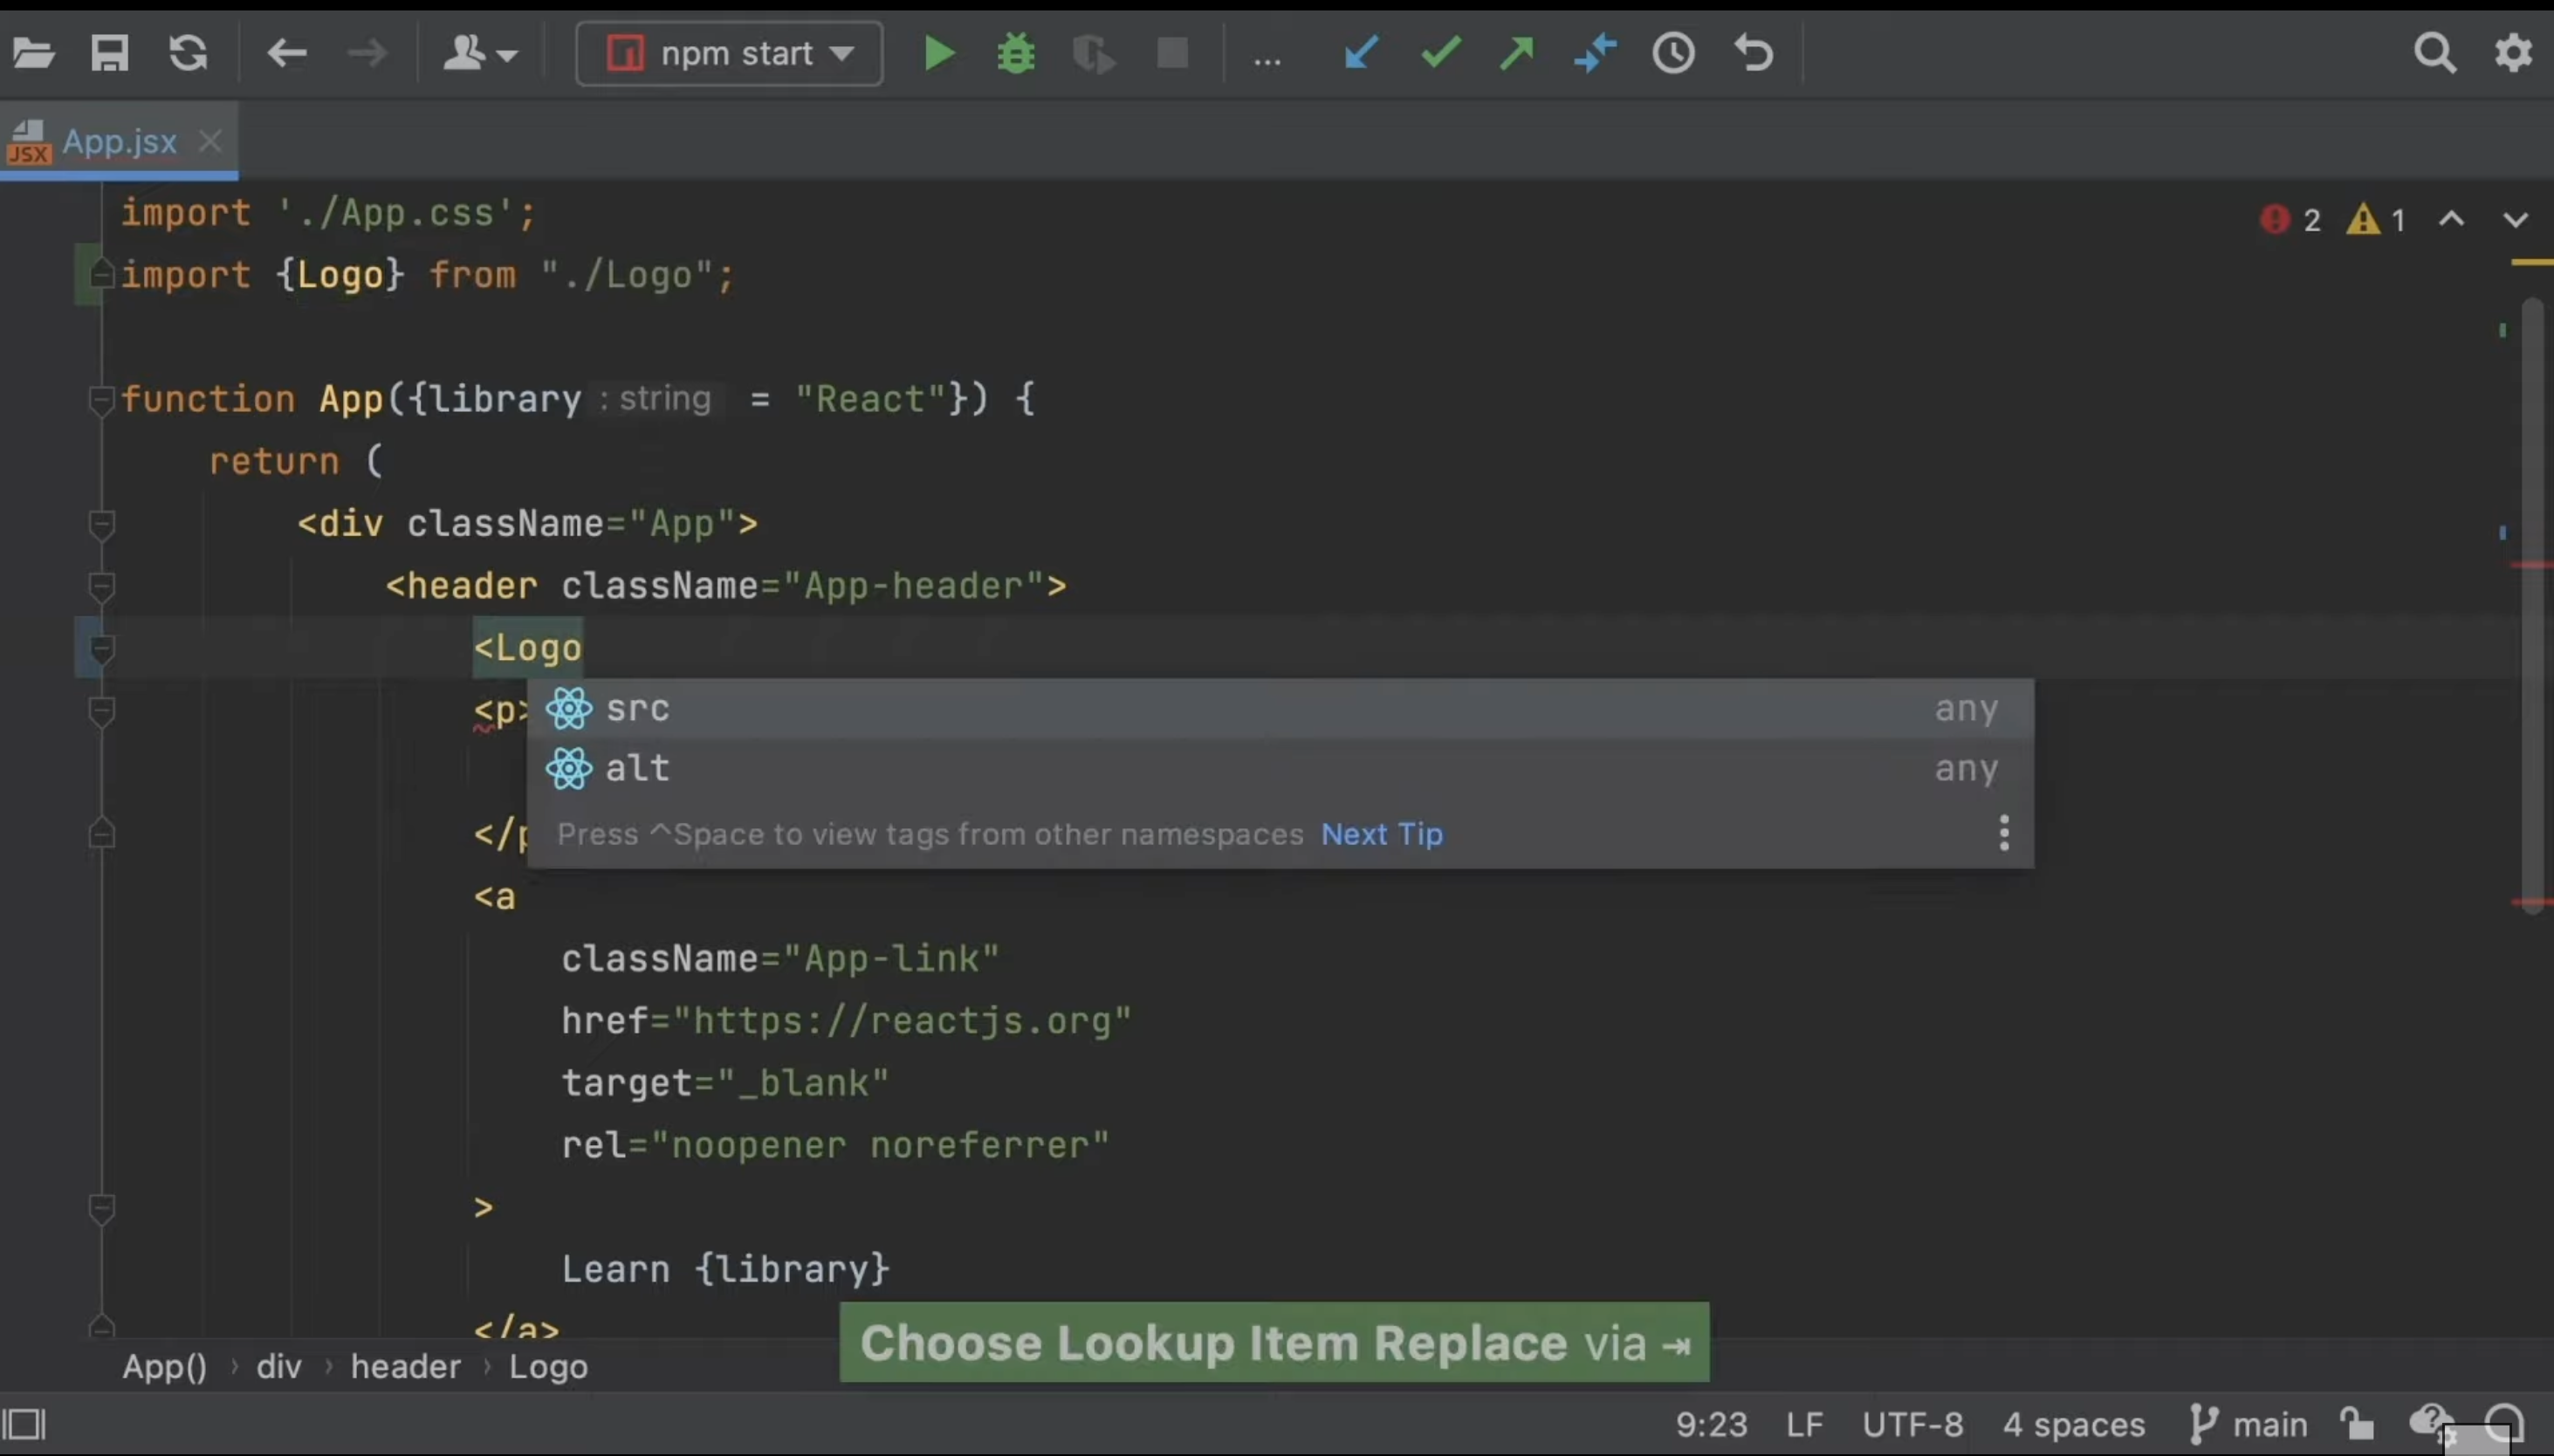 npm start
...
JSX App.jsx
import './App.css';
2 1
import {Logo} from "./Logo";
function App({library : string = "React"}) {
return (
<div className="App">
<header className="App-header">
<Logo
<p>
src any
alt any
</p
Press ^Space to view tags from other namespaces Next Tip
<a
className="App-link"
href="https://reactjs.org"
target="_blank"
rel="noopener noreferrer"
>
Learn {library}
</a>
Choose Lookup Item Replace via ⇥
App() › div › header › Logo
9:23 LF UTF-8 4 spaces main